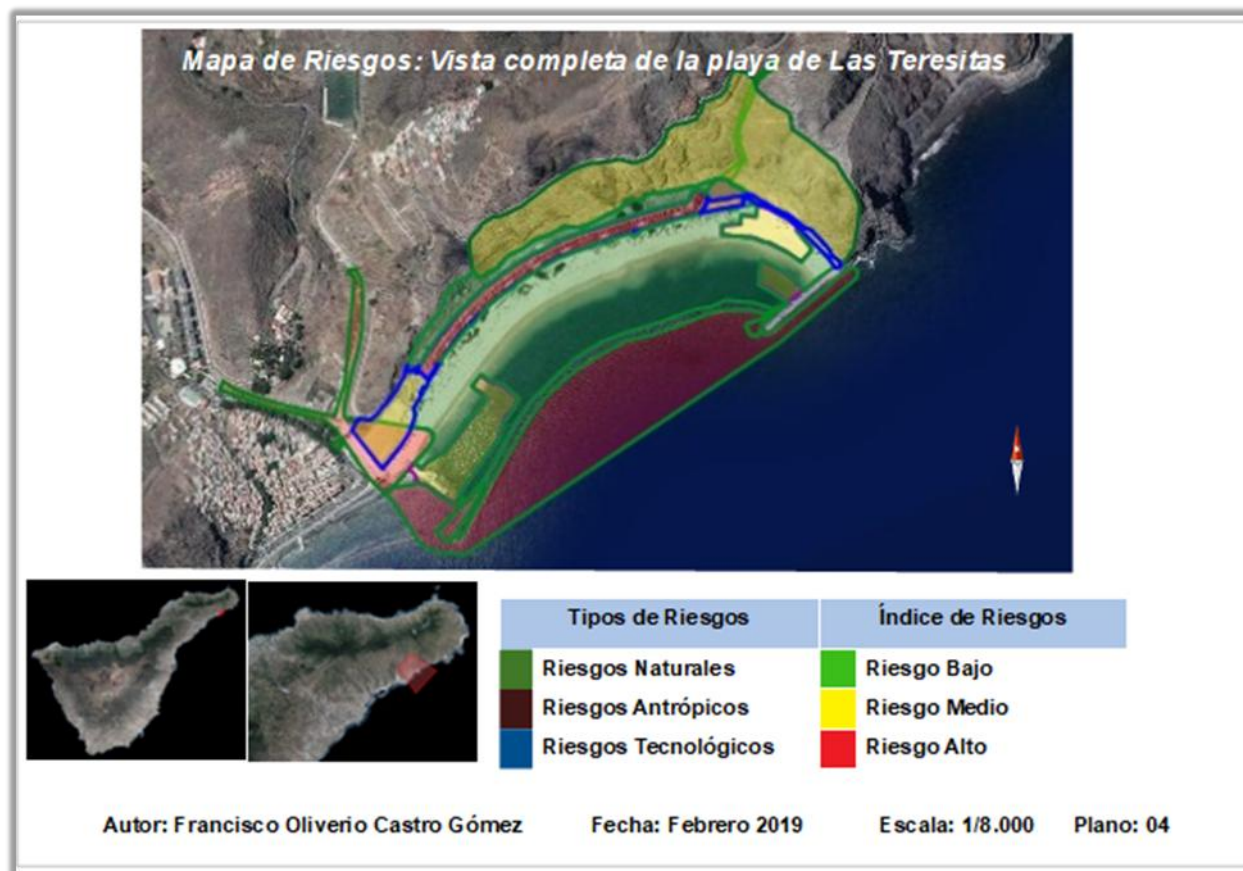 Mapa de Riesgos: Vista completa de la playa de Las Teresitas
Tipos de Riesgos
Índice de Riesgos
Riesgos Naturales
Riesgo Bajo
Riesgos Antrópicos
Riesgo Medio
Riesgos Tecnológicos
Riesgo Alto
Autor: Francisco Oliverio Castro Gómez
Fecha: Febrero 2019
Escala: 1/8.000
Plano: 04